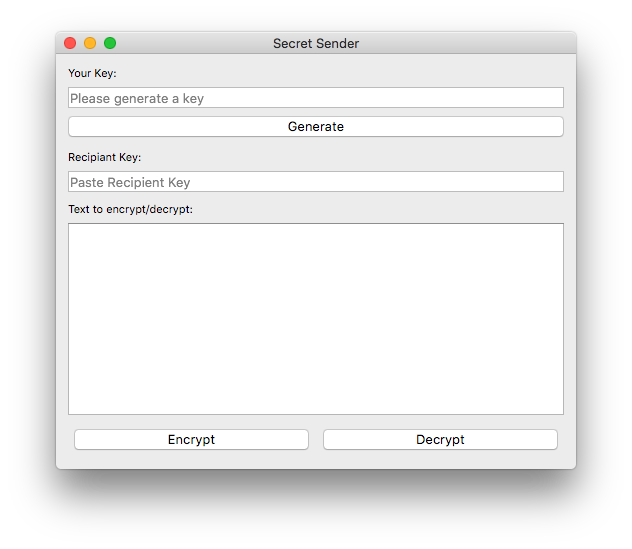 Secret Sender
Your Key:
Please generate a key
Generate
Recipiant Key:
Paste Recipient Key
Text to encrypt/decrypt:
Encrypt Decrypt